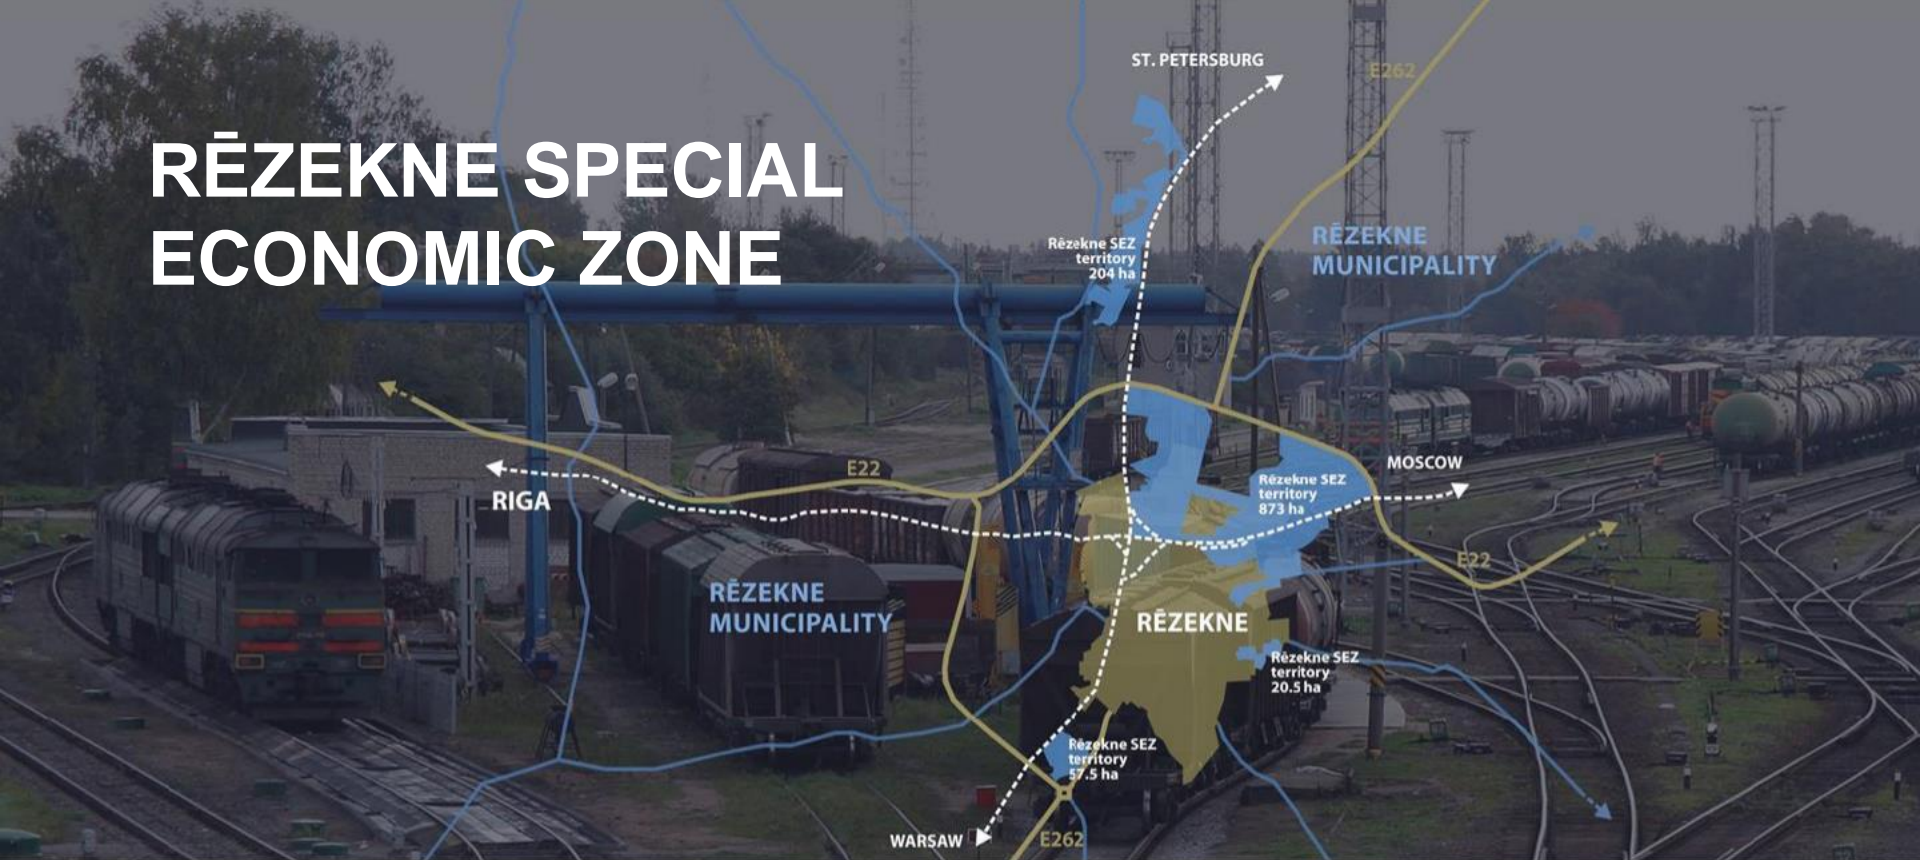 RĒZEKNE SPECIAL
ECONOMIC ZONE
ST. PETERSBURG
E262
RĒZEKNE
MUNICIPALITY
Rēzekne SEZ
territory
204 ha
E22
RIGA
MOSCOW
Rēzekne SEZ
territory
873 ha
E22
RĒZEKNE
MUNICIPALITY
RĒZEKNE
Rēzekne SEZ
territory
20.5 ha
Rēzekne SEZ
territory
57.5 ha
WARSAW
E262